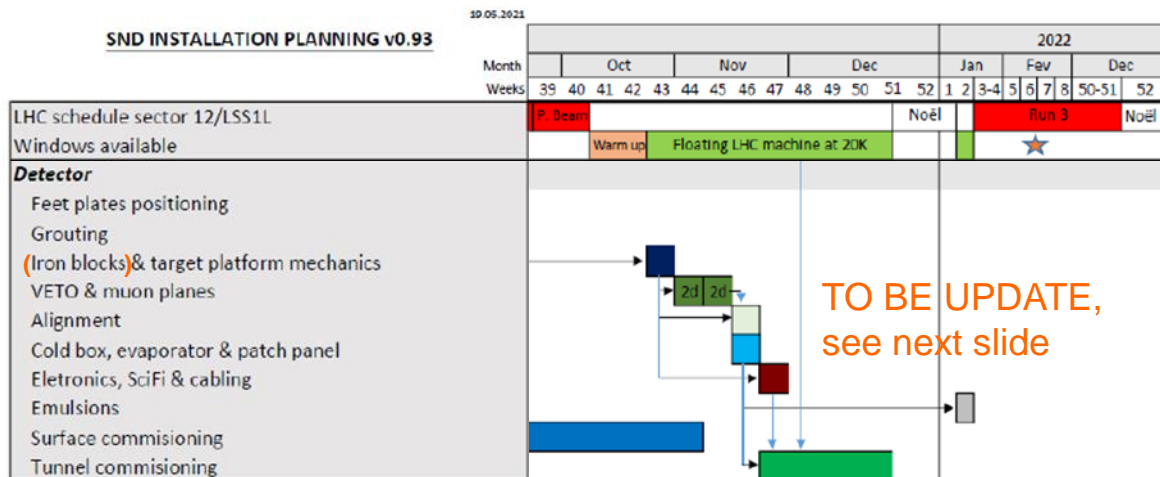 19.05.2021
SND INSTALLATION PLANNING v0.93
2022
Month Oct Nov Dec Jan Fev Dec
Weeks 39 40 41 42 43 44 45 46 47 48 49 50 51 52 1 2 3-4 5 6 7 8 50-51 52
LHC schedule sector 12/LSS1L P. Beam Noël Run 3 Noël
Windows available Warm up Floating LHC machine at 20K
Detector
Feet plates positioning
Grouting
(Iron blocks)& target platform mechanics
VETO & muon planes 2d 2d
Alignment
Cold box, evaporator & patch panel
Eletronics, SciFi & cabling
Emulsions
Surface commisioning
Tunnel commisioning
TO BE UPDATE,
see next slide